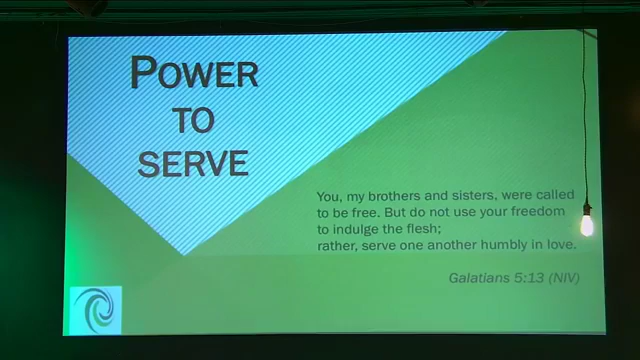 POWER
TO
SERVE
You, my brothers and sisters, were called
to be free. But do not use your freedom
to indulge the flesh;
rather, serve one another humbly in love.
Galatians 5:13 (NIV)